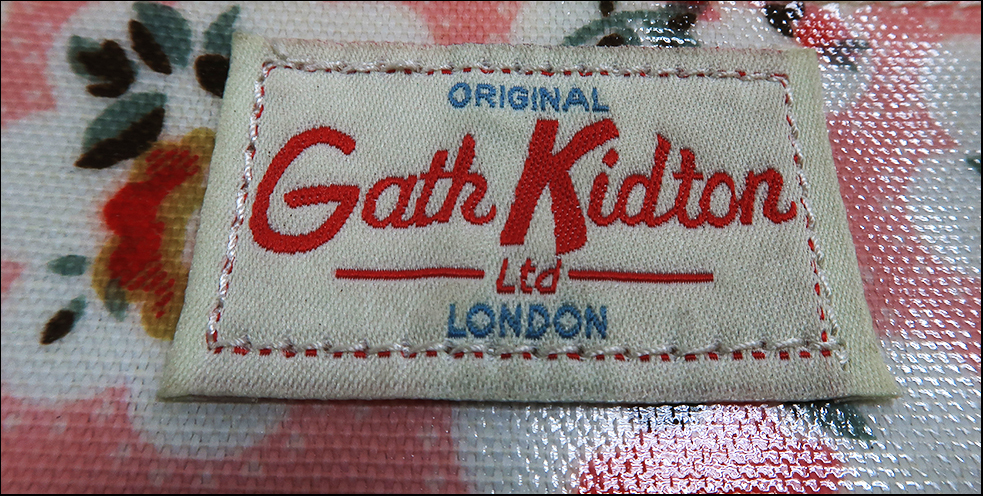 ORIGINAL
Gath Kidton
Ltd
LONDON